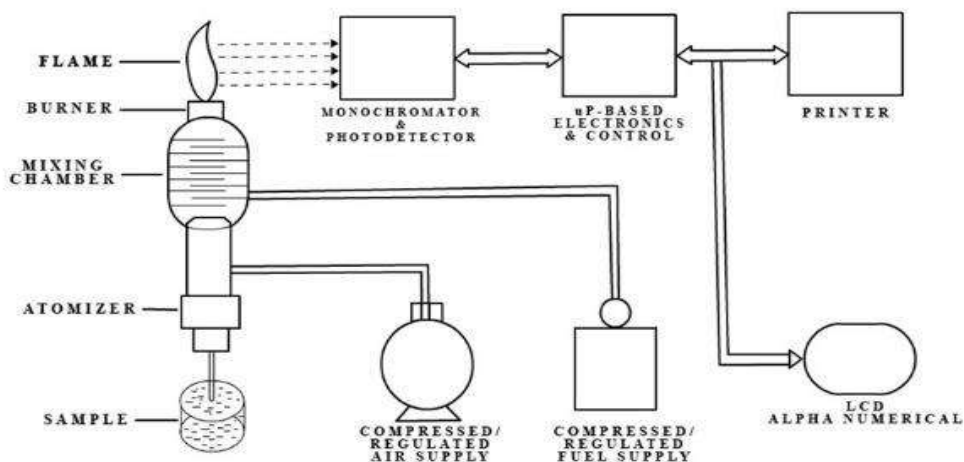 FLAME
BURNER
MIXING
CHAMBER
ATOMIZER
SAMPLE
MONOCHROMATOR
&
PHOTODETECTOR
uP-BASED
ELECTRONICS
& CONTROL
PRINTER
COMPRESSED/
REGULATED
AIR SUPPLY
COMPRESSED/
REGULATED
FUEL SUPPLY
LCD
ALPHA NUMERICAL